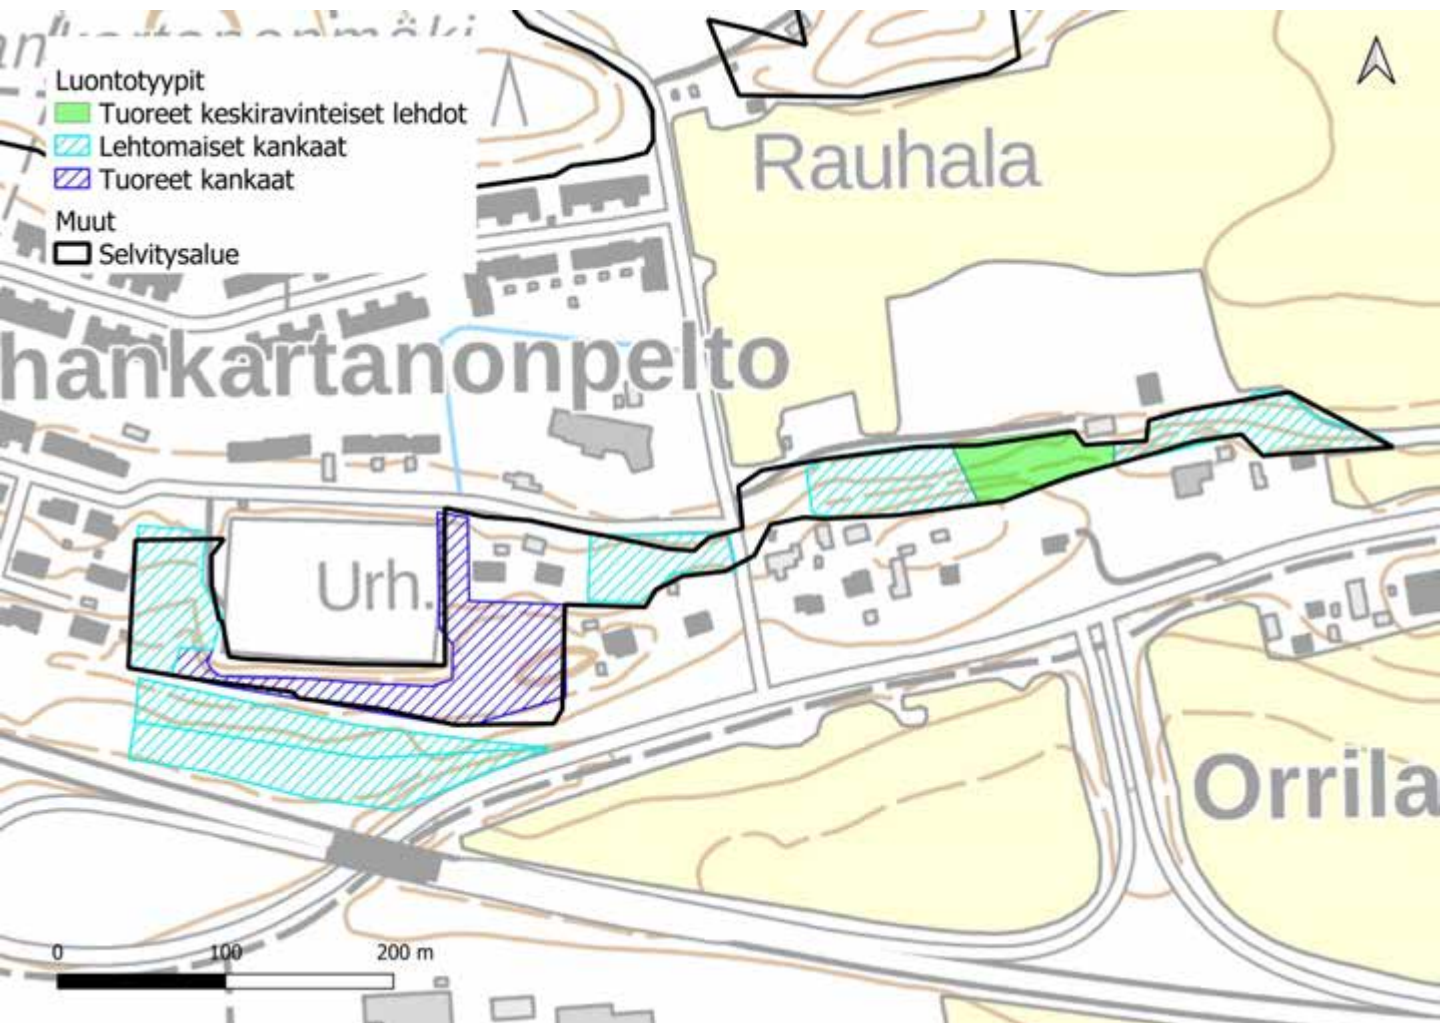 Luontotyypit
Tuoreet keskiravinteiset lehdot
Lehtomaiset kankaat
Tuoreet kankaat
Muut
Selvitysalue
Rauhala
hankartanonpelto
Urh.
Orrila
0 100 200 m